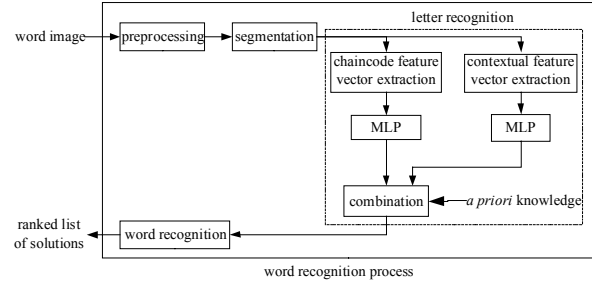 letter recognition
word image
preprocessing
segmentation
chaincode feature
vector extraction
contextual feature
vector extraction
MLP
MLP
combination
a priori knowledge
ranked list
of solutions
word recognition
word recognition process